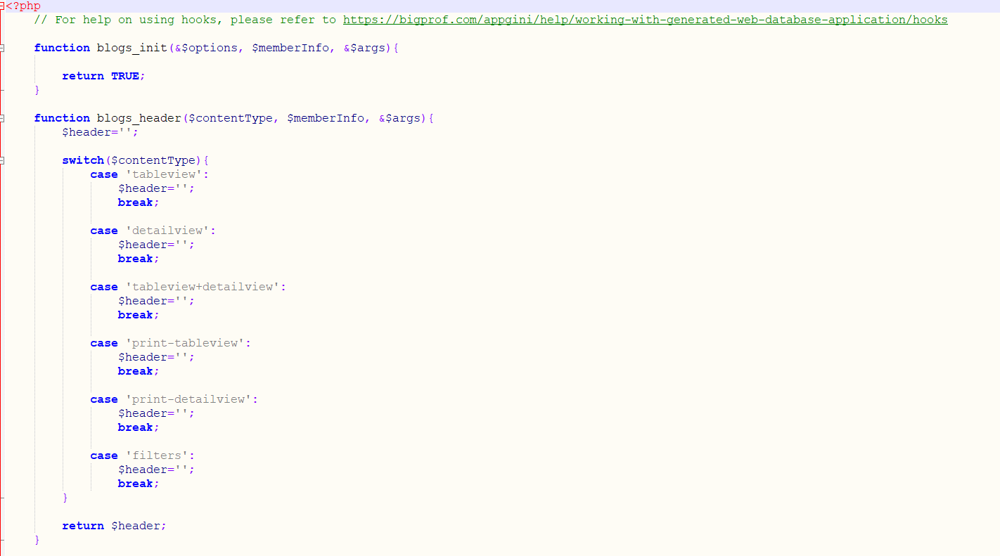 <?php
// For help on using hooks, please refer to https://bigprof.com/appgini/help/working-with-generated-web-database-application/hooks
function blogs_init(&$options, $memberInfo, &$args){
return TRUE;
}
function blogs_header($contentType, $memberInfo, &$args){
$header='';
switch($contentType){
case 'tableview':
$header='';
break;
case 'detailview':
$header='';
break;
case 'tableview+detailview':
$header='';
break;
case 'print-tableview':
$header='';
break;
case 'print-detailview':
$header='';
break;
case 'filters':
$header='';
break;
}
return $header;
}